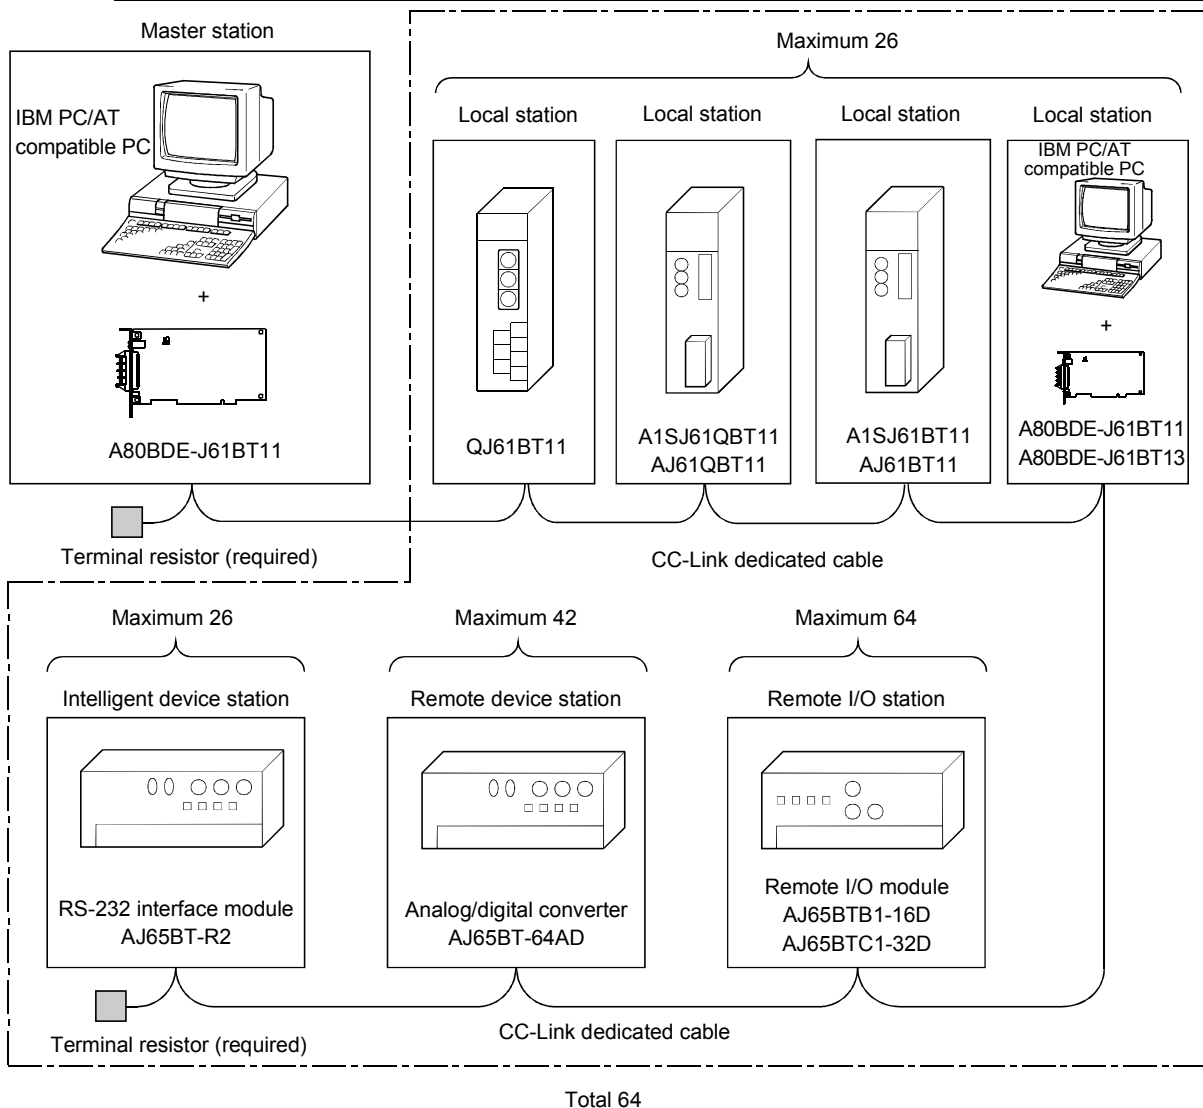 Master station
IBM PC/AT
compatible PC
+
A80BDE-J61BT11
Terminal resistor (required)
Maximum 26
Local station
QJ61BT11
Local station
A1SJ61QBT11
AJ61QBT11
Local station
A1SJ61BT11
AJ61BT11
Local station
IBM PC/AT
compatible PC
+
A80BDE-J61BT11
A80BDE-J61BT13
CC-Link dedicated cable
Maximum 26
Intelligent device station
RS-232 interface module
AJ65BT-R2
Maximum 42
Remote device station
Analog/digital converter
AJ65BT-64AD
Maximum 64
Remote I/O station
Remote I/O module
AJ65BTB1-16D
AJ65BTC1-32D
Terminal resistor (required)
CC-Link dedicated cable
Total 64